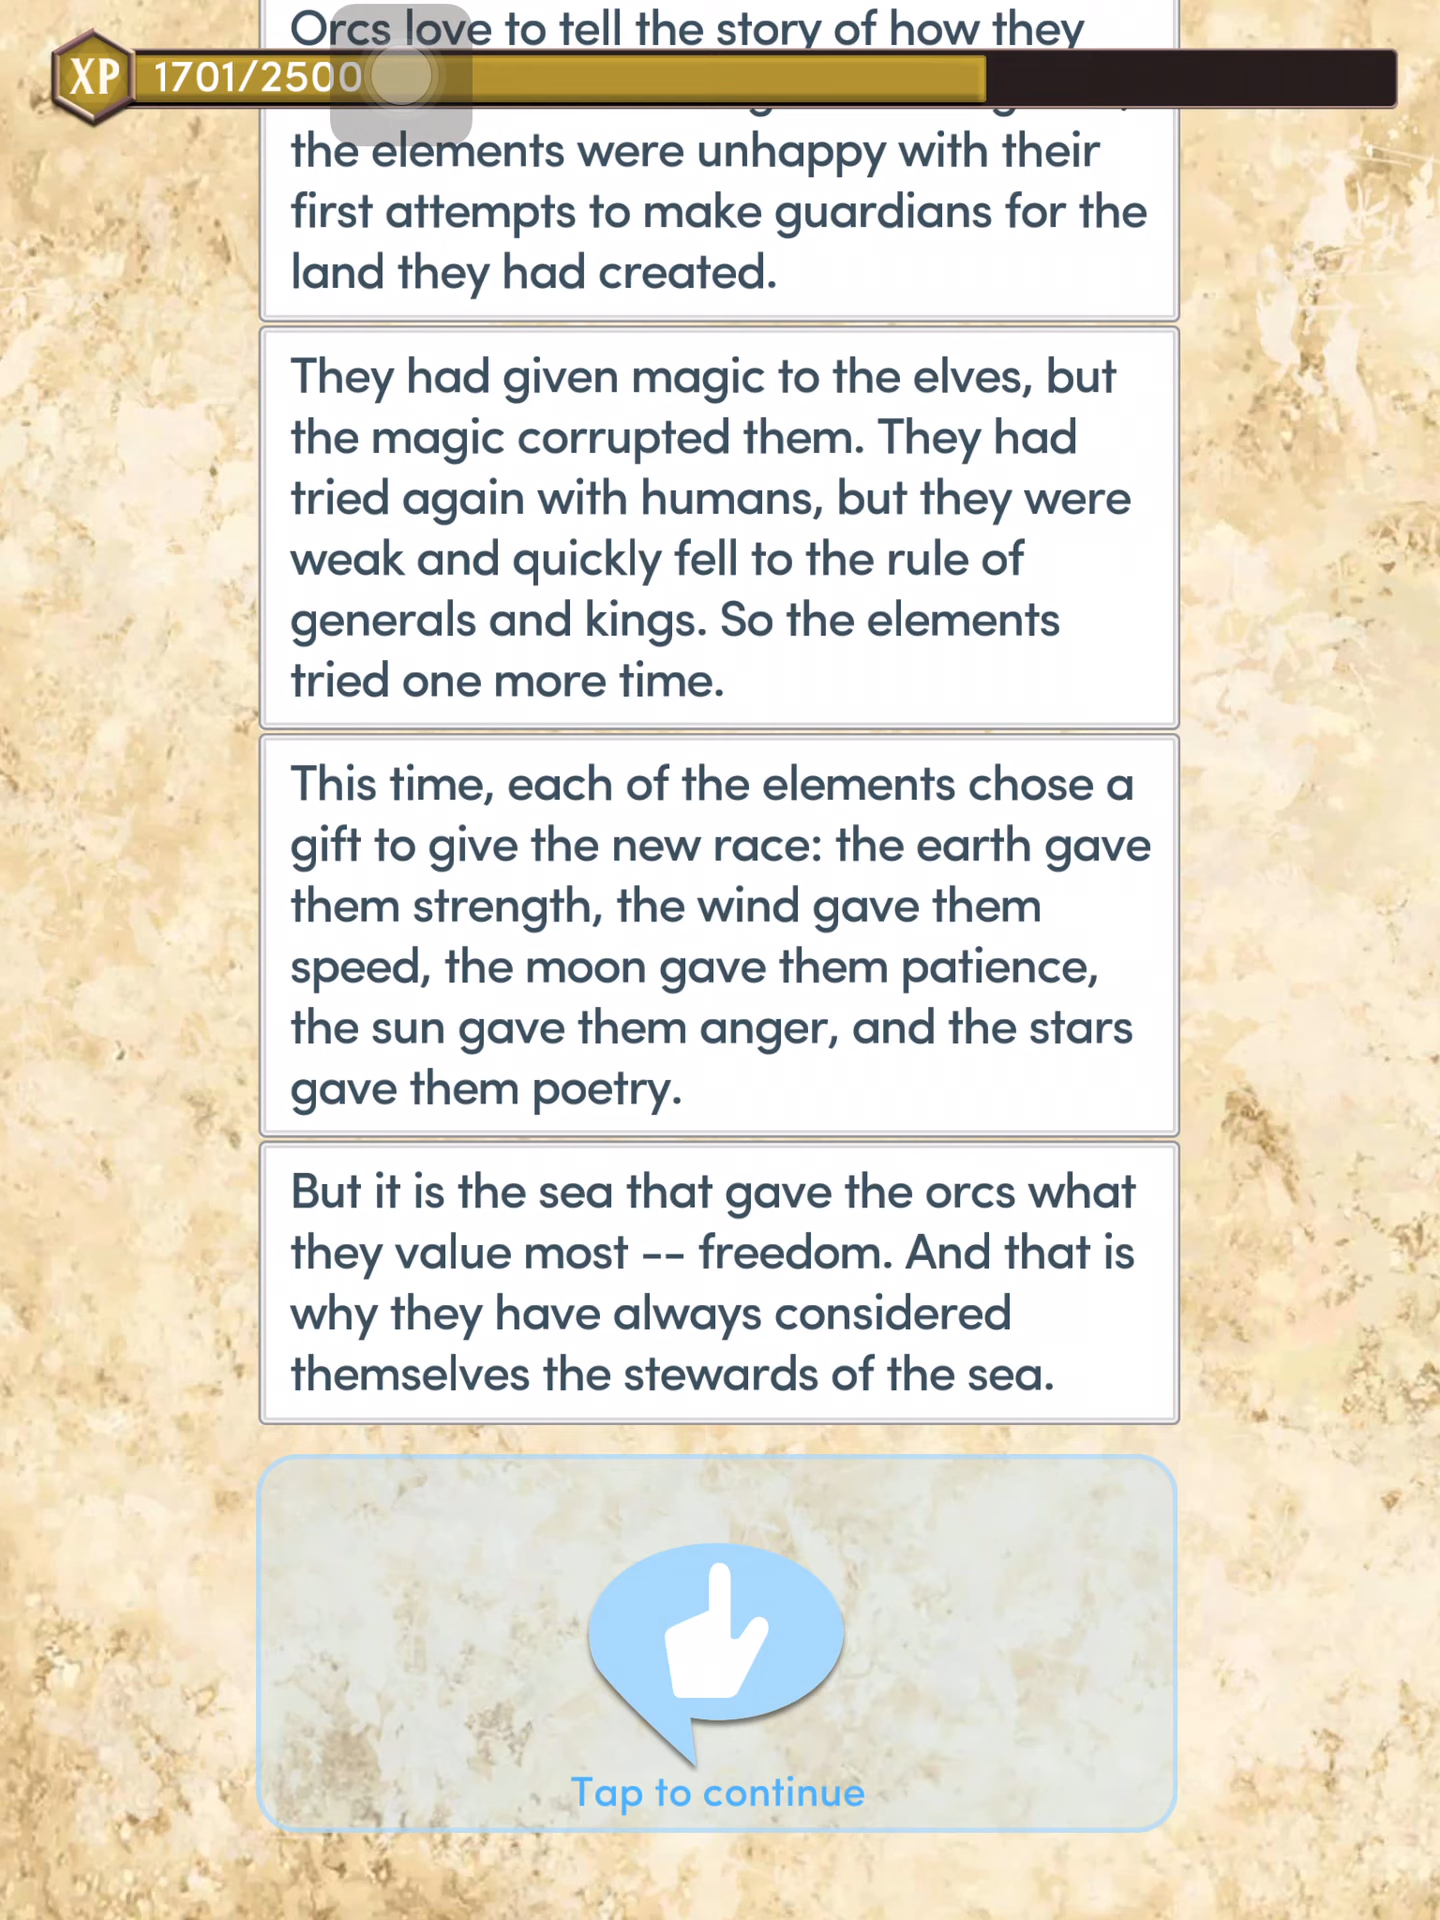 Orcs love to tell the story of how they
XP 1701/2500
the elements were unhappy with their
first attempts to make guardians for the
land they had created.
They had given magic to the elves, but
the magic corrupted them. They had
tried again with humans, but they were
weak and quickly fell to the rule of
generals and kings. So the elements
tried one more time.
This time, each of the elements chose a
gift to give the new race: the earth gave
them strength, the wind gave them
speed, the moon gave them patience,
the sun gave them anger, and the stars
gave them poetry.
But it is the sea that gave the orcs what
they value most -- freedom. And that is
why they have always considered
themselves the stewards of the sea.
Tap to continue